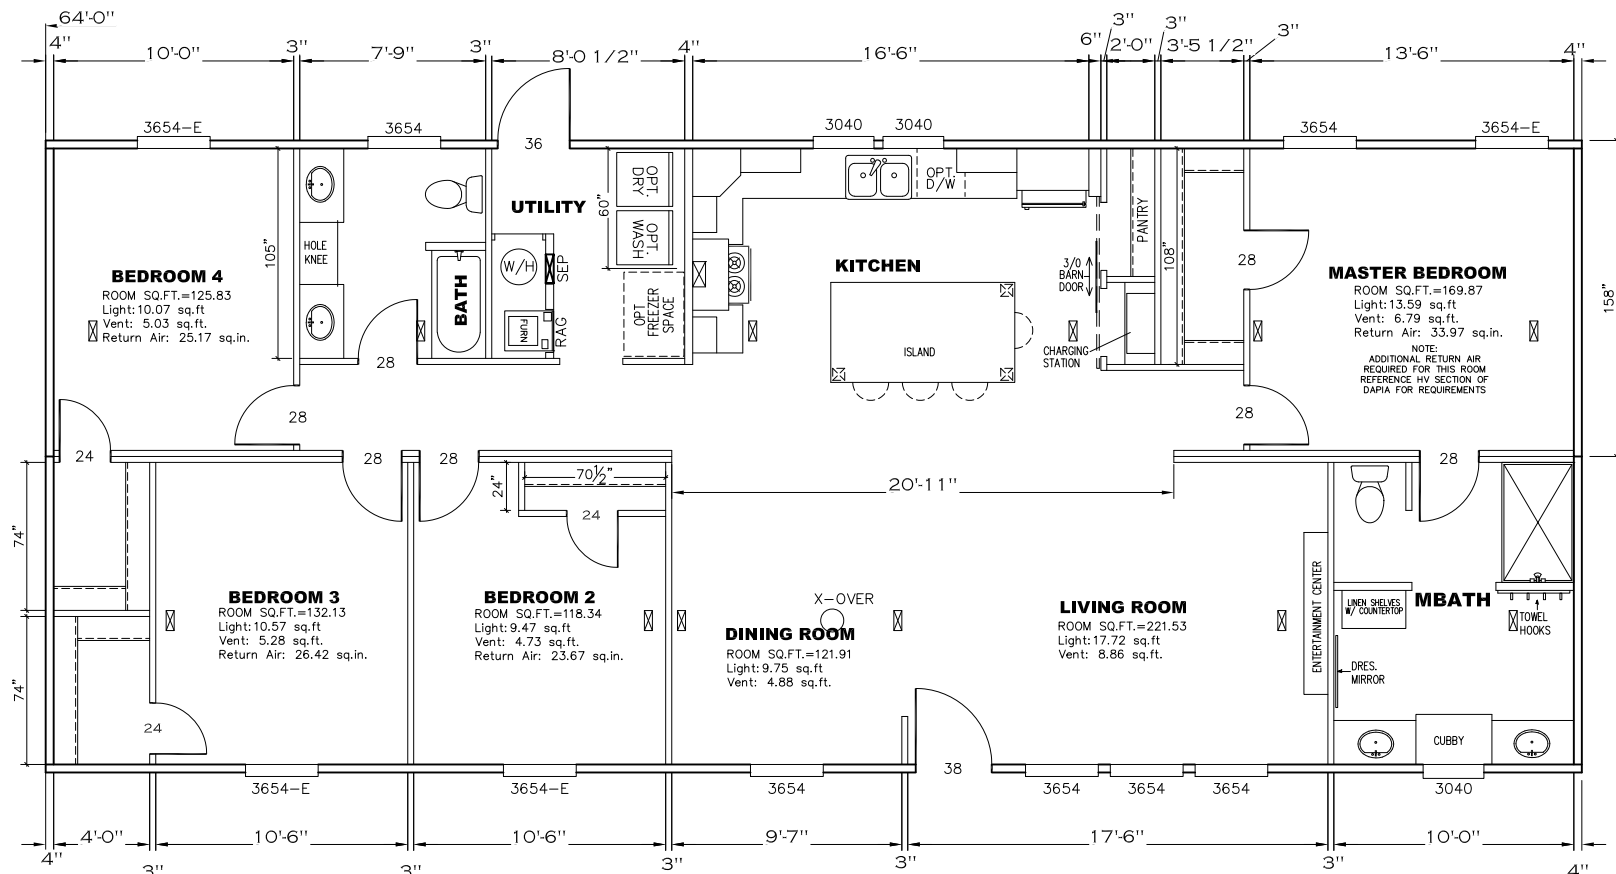 64'-0"
4"
10'-0"
3"
7'-9"
3"
8'-0 1/2"
4"
16'-6"
6"
3"
2'-0"
3"
3'-5 1/2"
3"
13'-6"
4"
3654-E
3654
36
3040
3040
3654
3654-E
OPT. DRY
OPT. WASH
60"
OPT. D/W
UTILITY
105"
HOLE
KNEE
BATH
W/H
SEP
FURN
RAG
OPT
FREEZER
SPACE
28
BEDROOM 4
ROOM SQ.FT.=125.83
Light:10.07 sq.ft
Vent: 5.03 sq.ft.
Return Air: 25.17 sq.in.
28
24
KITCHEN
ISLAND
PANTRY
3/0
BARN
DOOR
CHARGING
STATION
108"
28
MASTER BEDROOM
ROOM SQ.FT.=169.87
Light:13.59 sq.ft
Vent: 6.79 sq.ft.
Return Air: 33.97 sq.in.
NOTE:
ADDITIONAL RETURN AIR
REQUIRED FOR THIS ROOM
REFERENCE HV SECTION OF
DAPIA FOR REQUIREMENTS
158"
28
28
28
28
20'-11"
70½"
24"
24
74"
74"
BEDROOM 3
ROOM SQ.FT.=132.13
Light:10.57 sq.ft
Vent: 5.28 sq.ft.
Return Air: 26.42 sq.in.
24
BEDROOM 2
ROOM SQ.FT.=118.34
Light:9.47 sq.ft
Vent: 4.73 sq.ft.
Return Air: 23.67 sq.in.
X-OVER
DINING ROOM
ROOM SQ.FT.=121.91
Light:9.75 sq.ft
Vent: 4.88 sq.ft.
LIVING ROOM
ROOM SQ.FT.=221.53
Light:17.72 sq.ft
Vent: 8.86 sq.ft.
ENTERTAINMENT CENTER
LINEN SHELVES
W/ COUNTERTOP
MBATH
TOWEL
HOOKS
DRES.
MIRROR
CUBBY
38
3654-E
3654-E
3654
3654
3654
3654
3040
4"
4'-0"
3"
10'-6"
3"
10'-6"
3"
9'-7"
3"
17'-6"
3"
10'-0"
4"